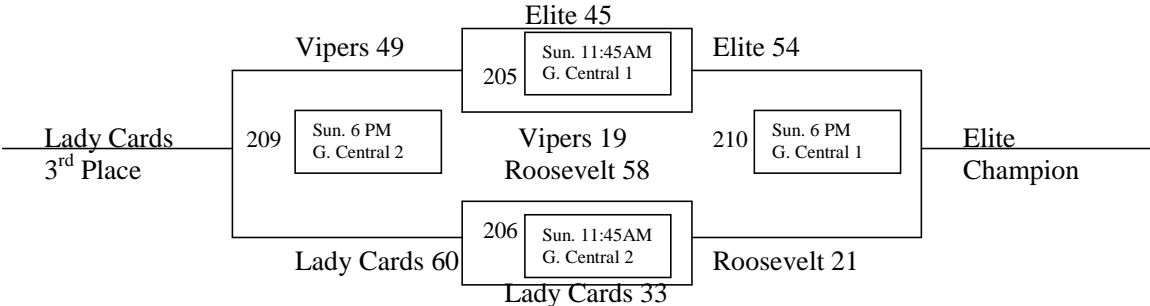 Elite 45
Vipers 49
Sun. 11:45AM
G. Central 1
205
Elite 54
Lady Cards
3rd Place
209
Sun. 6 PM
G. Central 2
Vipers 19
Roosevelt 58
210
Sun. 6 PM
G. Central 1
Elite
Champion
206
Sun. 11:45AM
G. Central 2
Lady Cards 60
Roosevelt 21
Lady Cards 33